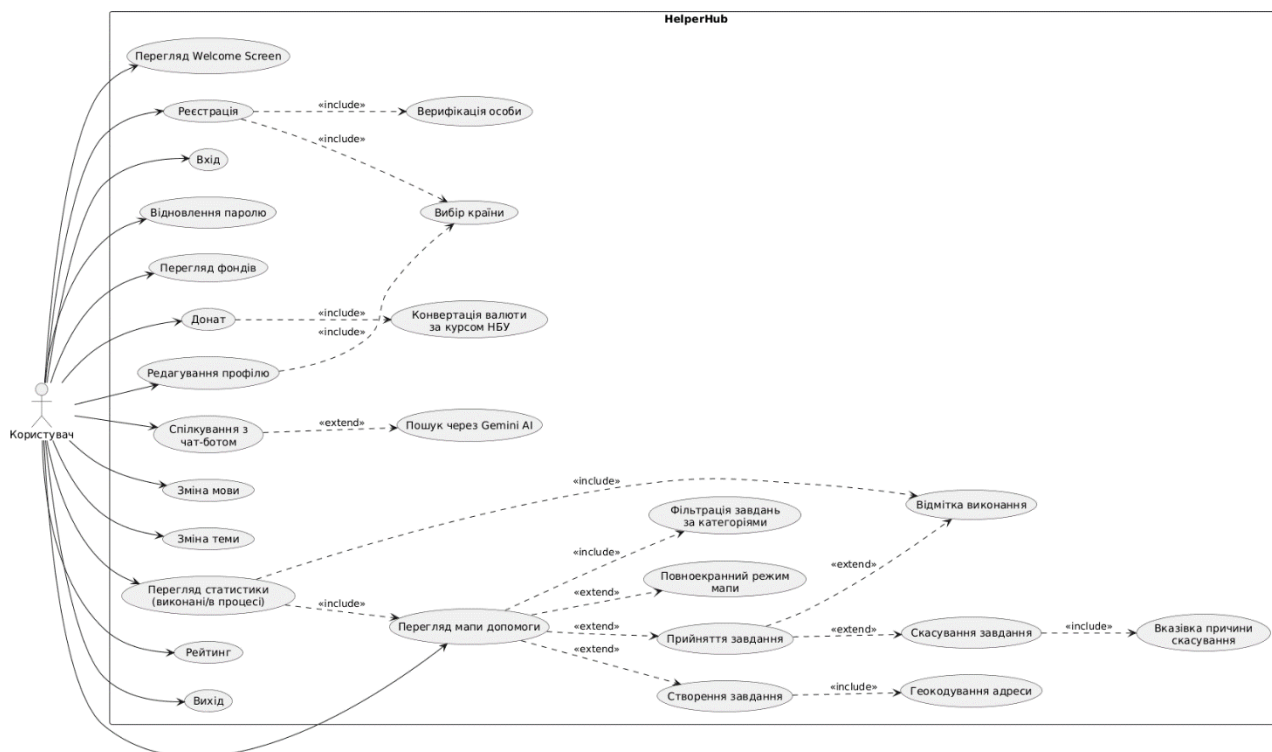 HelperHub
Перегляд Welcome Screen
Реєстрація
«include»
Верифікація особи
«include»
Вхід
Відновлення паролю
Вибір країни
Перегляд фондів
Донат
«include»
Конвертація валюти
за курсом НБУ
«include»
Редагування профілю
Користувач
Спілкування з
чат-ботом
«extend»
Пошук через Gemini AI
Зміна мови
Зміна теми
«include»
Відмітка виконання
Фільтрація завдань
за категоріями
«include»
Повноекранний режим
мапи
«extend»
«extend»
Перегляд статистики
(виконані/в процесі)
«include»
Перегляд мапи допомоги
«extend»
Прийняття завдання
«extend»
Скасування завдання
«include»
Вказівка причини
скасування
«extend»
Рейтинг
Створення завдання
«include»
Геокодування адреси
Вихід